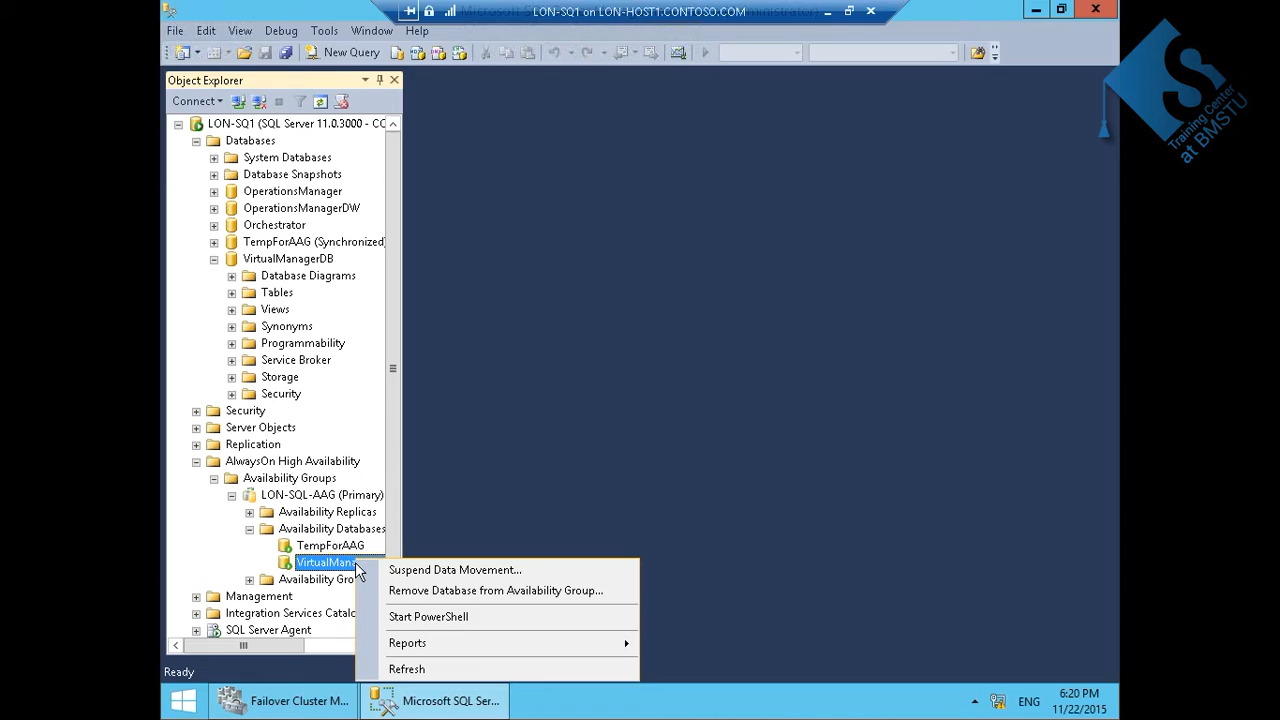 LON-SQ1 on LON-HOST1.CONTOSO.COM
File Edit View Debug Tools Window Help
New Query
Object Explorer
Connect
LON-SQ1 (SQL Server 11.0.3000 - CO
Databases
System Databases
Database Snapshots
OperationsManager
OperationsManagerDW
Orchestrator
TempForAAG (Synchronized)
VirtualManagerDB
Database Diagrams
Tables
Views
Synonyms
Programmability
Service Broker
Storage
Security
Security
Server Objects
Replication
AlwaysOn High Availability
Availability Groups
LON-SQL-AAG (Primary)
Availability Replicas
Availability Databases
TempForAAG
VirtualMana
Availability Gro
Management
Integration Services Catalo
SQL Server Agent
Suspend Data Movement...
Remove Database from Availability Group...
Start PowerShell
Reports
Refresh
Ready
Failover Cluster M...
Microsoft SQL Ser...
ENG
6:20 PM
11/22/2015
Training Center
at BMSTU